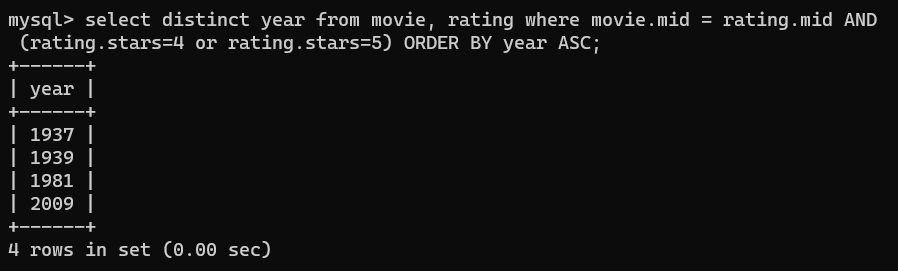 mysql> select distinct year from movie, rating where movie.mid = rating.mid AND
 (rating.stars=4 or rating.stars=5) ORDER BY year ASC;
+------+
| year |
+------+
| 1937 |
| 1939 |
| 1981 |
| 2009 |
+------+
4 rows in set (0.00 sec)